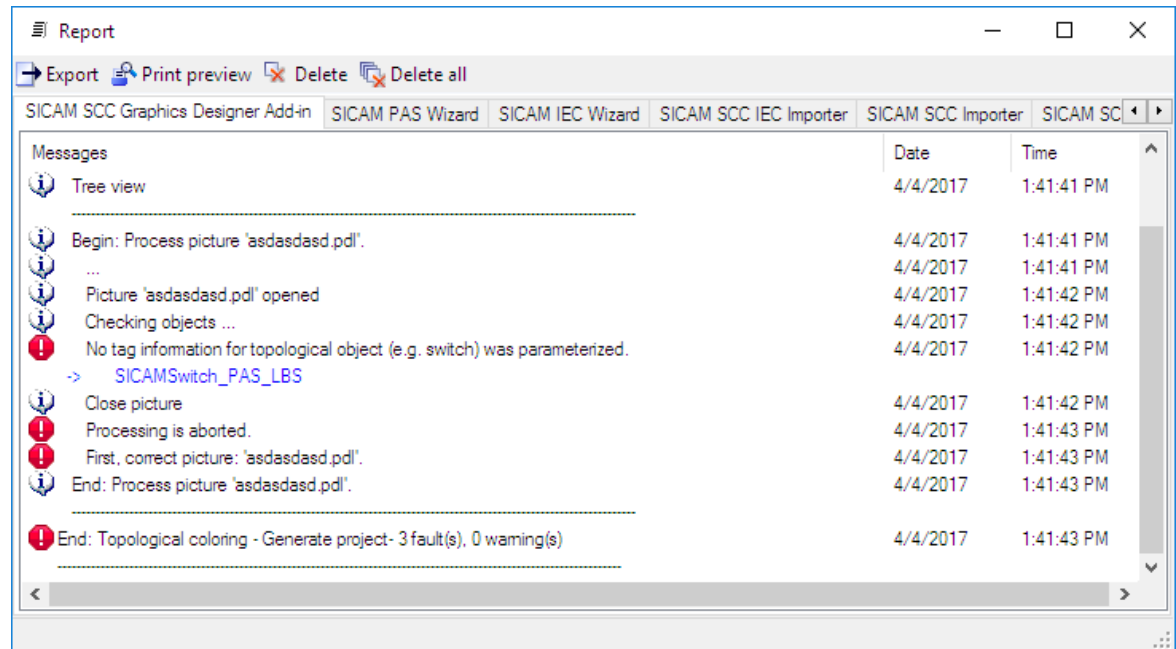 Report
Export Print preview Delete Delete all
SICAM SCC Graphics Designer Add-in SICAM PAS Wizard SICAM IEC Wizard SICAM SCC IEC Importer SICAM SCC Importer SICAM SC
Messages Date Time
Tree view 4/4/2017 1:41:41 PM
Begin: Process picture 'asdasdasd.pdl'. 4/4/2017 1:41:41 PM
... 4/4/2017 1:41:41 PM
Picture 'asdasdasd.pdl' opened 4/4/2017 1:41:42 PM
Checking objects ... 4/4/2017 1:41:42 PM
No tag information for topological object (e.g. switch) was parameterized. 4/4/2017 1:41:42 PM
-> SICAMSwitch_PAS_LBS
Close picture 4/4/2017 1:41:42 PM
Processing is aborted. 4/4/2017 1:41:43 PM
First, correct picture: 'asdasdasd.pdl'. 4/4/2017 1:41:43 PM
End: Process picture 'asdasdasd.pdl'. 4/4/2017 1:41:43 PM
End: Topological coloring - Generate project- 3 fault(s), 0 warning(s) 4/4/2017 1:41:43 PM